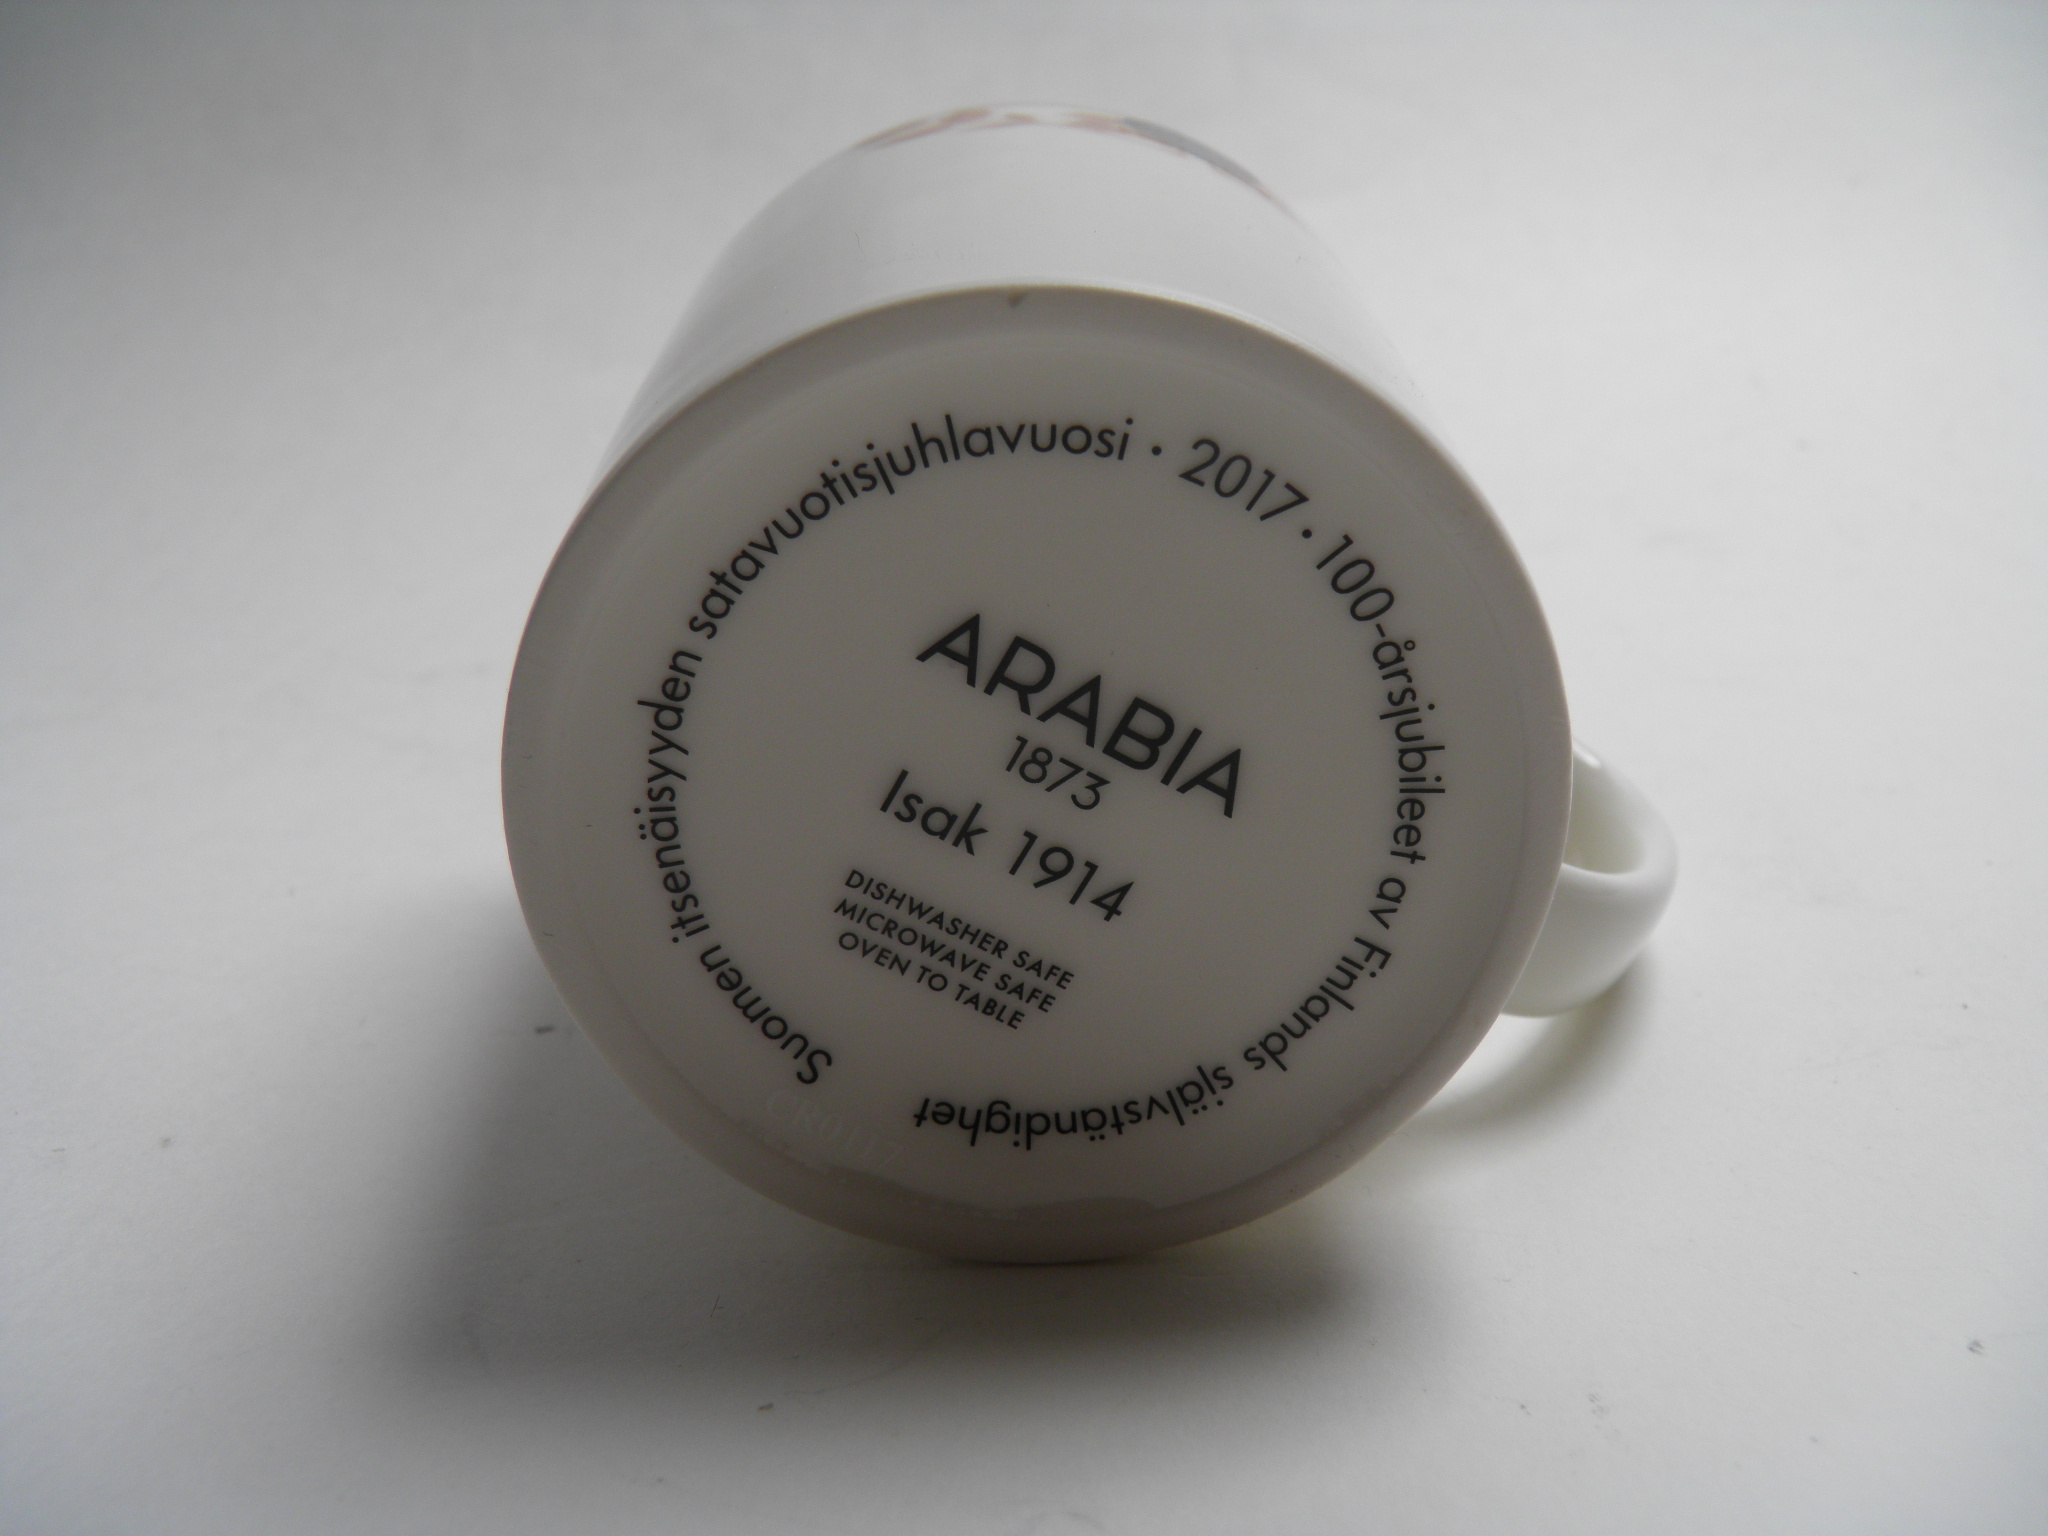 Suomen itsenäisyyden satavuotisjuhlavuosi · 2017 · 100-årsjubileet av Finlands självständighet
ARABIA
1873
Isak 1914
DISHWASHER SAFE
MICROWAVE SAFE
OVEN TO TABLE